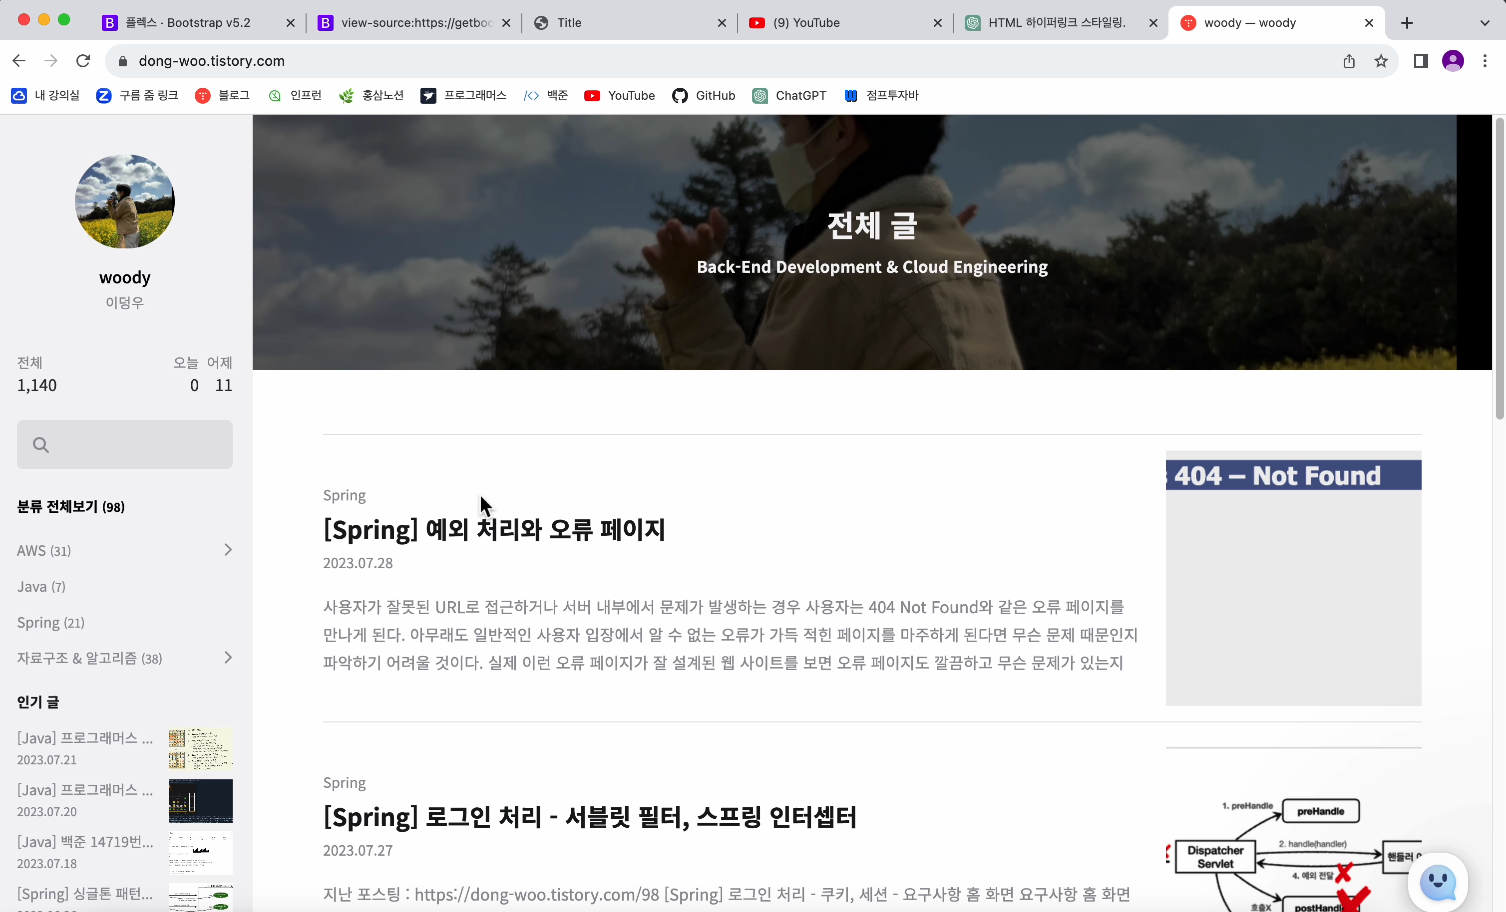 플렉스 · Bootstrap v5.2
view-source:https://getboo
Title
(9) YouTube
HTML 하이퍼링크 스타일링.
woody — woody
dong-woo.tistory.com
내 강의실
구름 줌 링크
블로그
인프런
홍삼노션
프로그래머스
백준
YouTube
GitHub
ChatGPT
점프투자바
woody
이덩우
전체
오늘 어제
1,140
0 11
분류 전체보기 (98)
AWS (31)
Java (7)
Spring (21)
자료구조 & 알고리즘 (38)
인기 글
[Java] 프로그래머스 ...
2023.07.21
[Java] 프로그래머스 ...
2023.07.20
[Java] 백준 14719번...
2023.07.18
[Spring] 싱글톤 패턴...
전체 글
Back-End Development & Cloud Engineering
Spring
[Spring] 예외 처리와 오류 페이지
2023.07.28
사용자가 잘못된 URL로 접근하거나 서버 내부에서 문제가 발생하는 경우 사용자는 404 Not Found와 같은 오류 페이지를
만나게 된다. 아무래도 일반적인 사용자 입장에서 알 수 없는 오류가 가득 적힌 페이지를 마주하게 된다면 무슨 문제 때문인지
파악하기 어려울 것이다. 실제 이런 오류 페이지가 잘 설계된 웹 사이트를 보면 오류 페이지도 깔끔하고 무슨 문제가 있는지
404 – Not Found
Spring
[Spring] 로그인 처리 - 서블릿 필터, 스프링 인터셉터
2023.07.27
지난 포스팅 : https://dong-woo.tistory.com/98 [Spring] 로그인 처리 - 쿠키, 세션 - 요구사항 홈 화면 요구사항 홈 화면
1. preHandle
preHandle
Dispatcher
Servlet
2. handle(handler)
핸들러
4. 예외 전달
호출X
postHandle